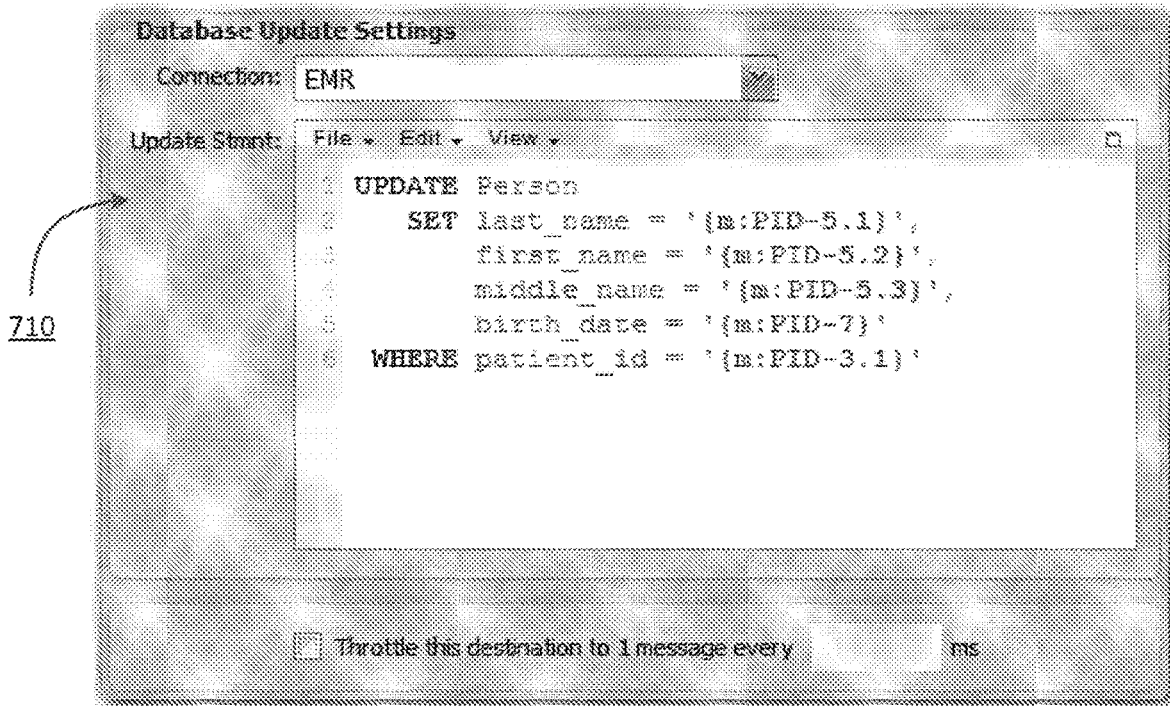 Database Update Settings
Connection: EMR
Update Stmnt: File Edit View
1 UPDATE Person
2 SET last_name = '{m:PID-5.1}',
3 first_name = '{m:PID-5.2}',
4 middle_name = '{m:PID-5.3}',
5 birth_date = '{m:PID-7}'
6 WHERE patient_id = '{m:PID-3.1}'
710
Throttle this destination to 1 message every ms